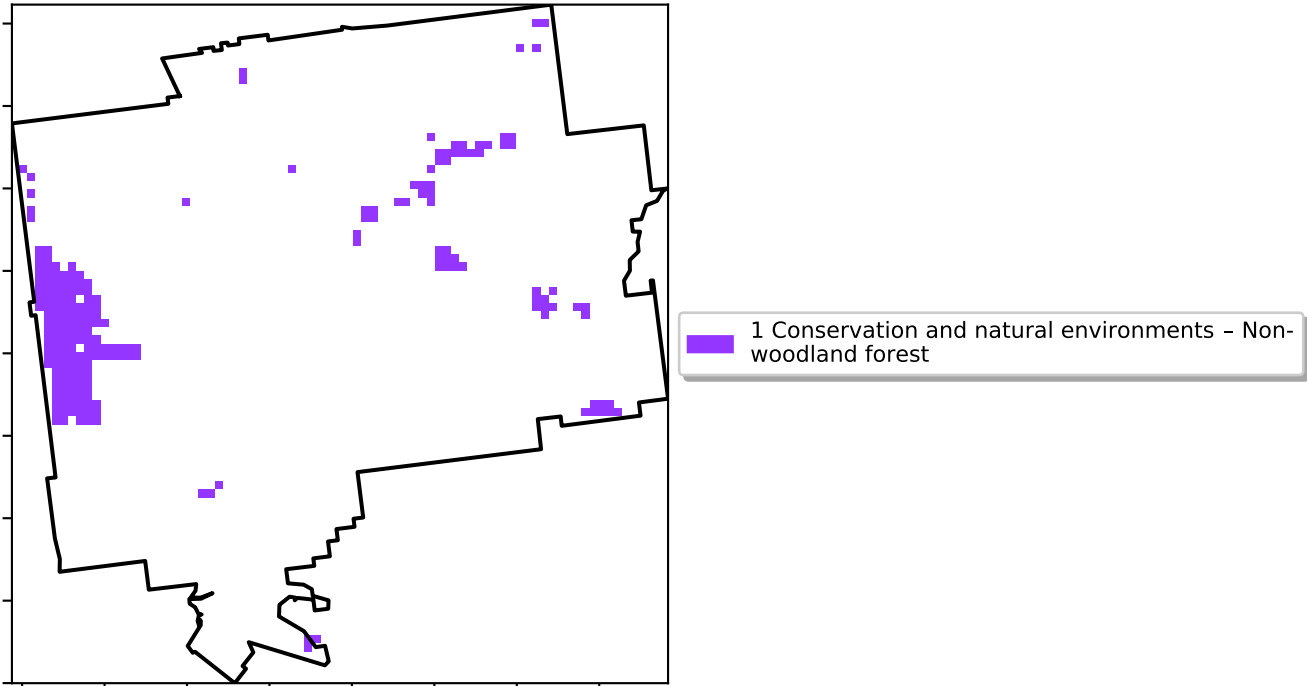 1 Conservation and natural environments – Non-
woodland forest